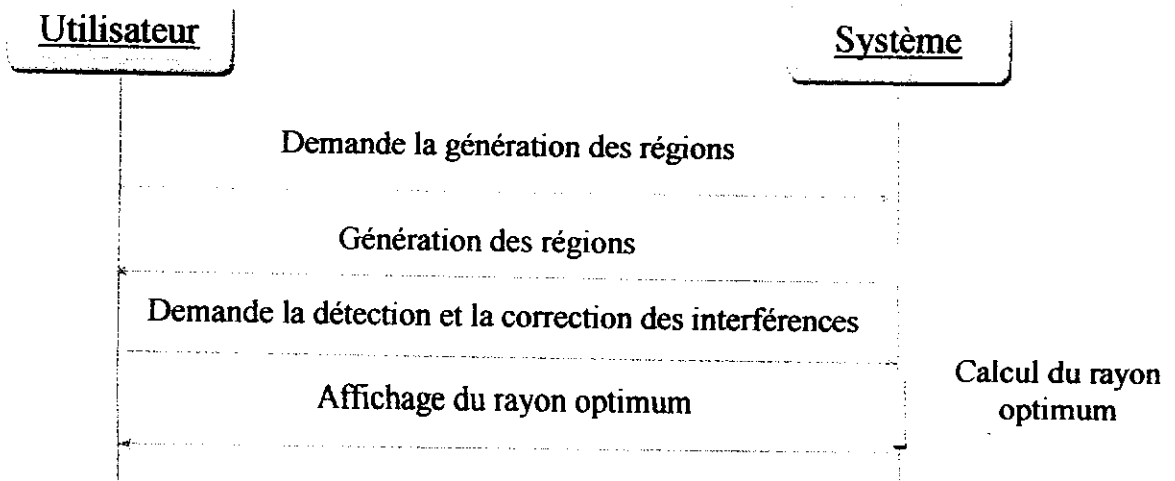 Utilisateur
Système
Demande la génération des régions
Génération des régions
Demande la détection et la correction des interférences
Affichage du rayon optimum
Calcul du rayon
optimum